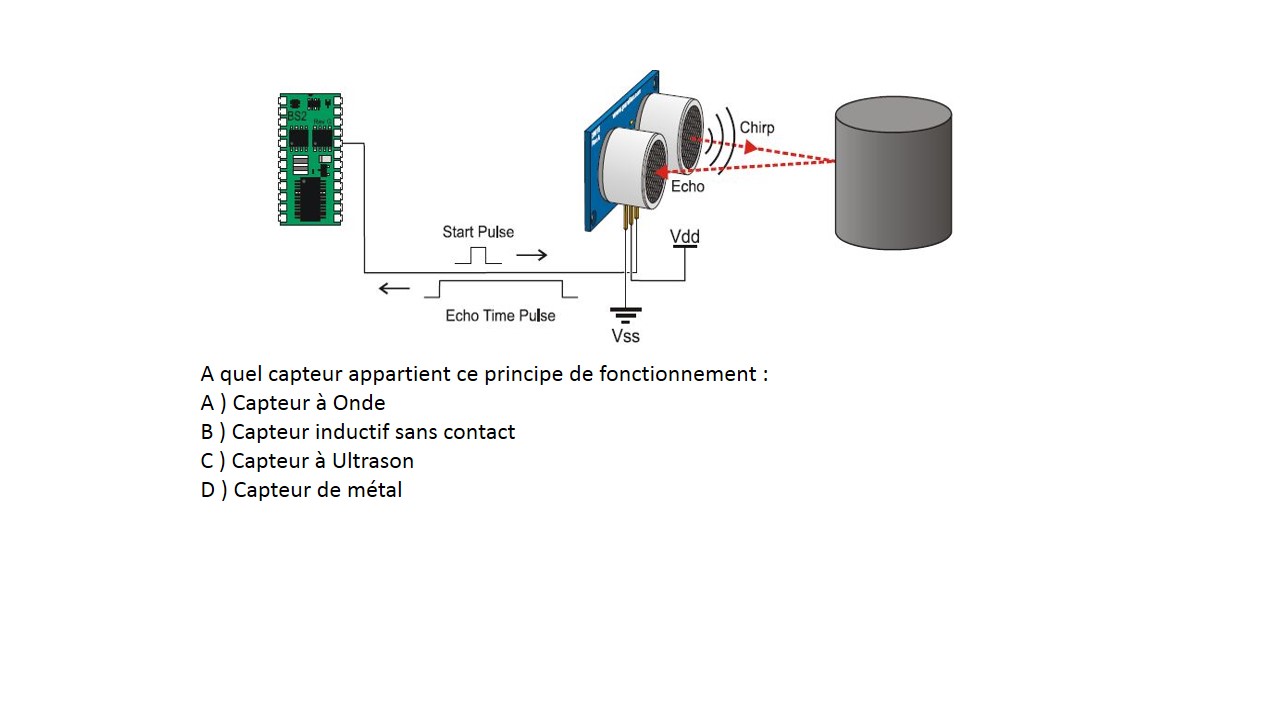 BS2
Rev
Chirp
Echo
Start Pulse
Vdd
Echo Time Pulse
Vss
A quel capteur appartient ce principe de fonctionnement :
A ) Capteur à Onde
B ) Capteur inductif sans contact
C ) Capteur à Ultrason
D ) Capteur de métal